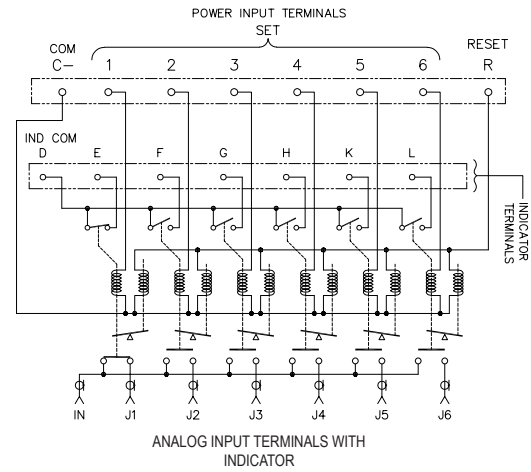 POWER INPUT TERMINALS
SET
COM
C–
1 2 3 4 5 6
RESET
R
IND COM
D E F G H K L
INDICATOR
TERMINALS
IN J1 J2 J3 J4 J5 J6
ANALOG INPUT TERMINALS WITH
INDICATOR